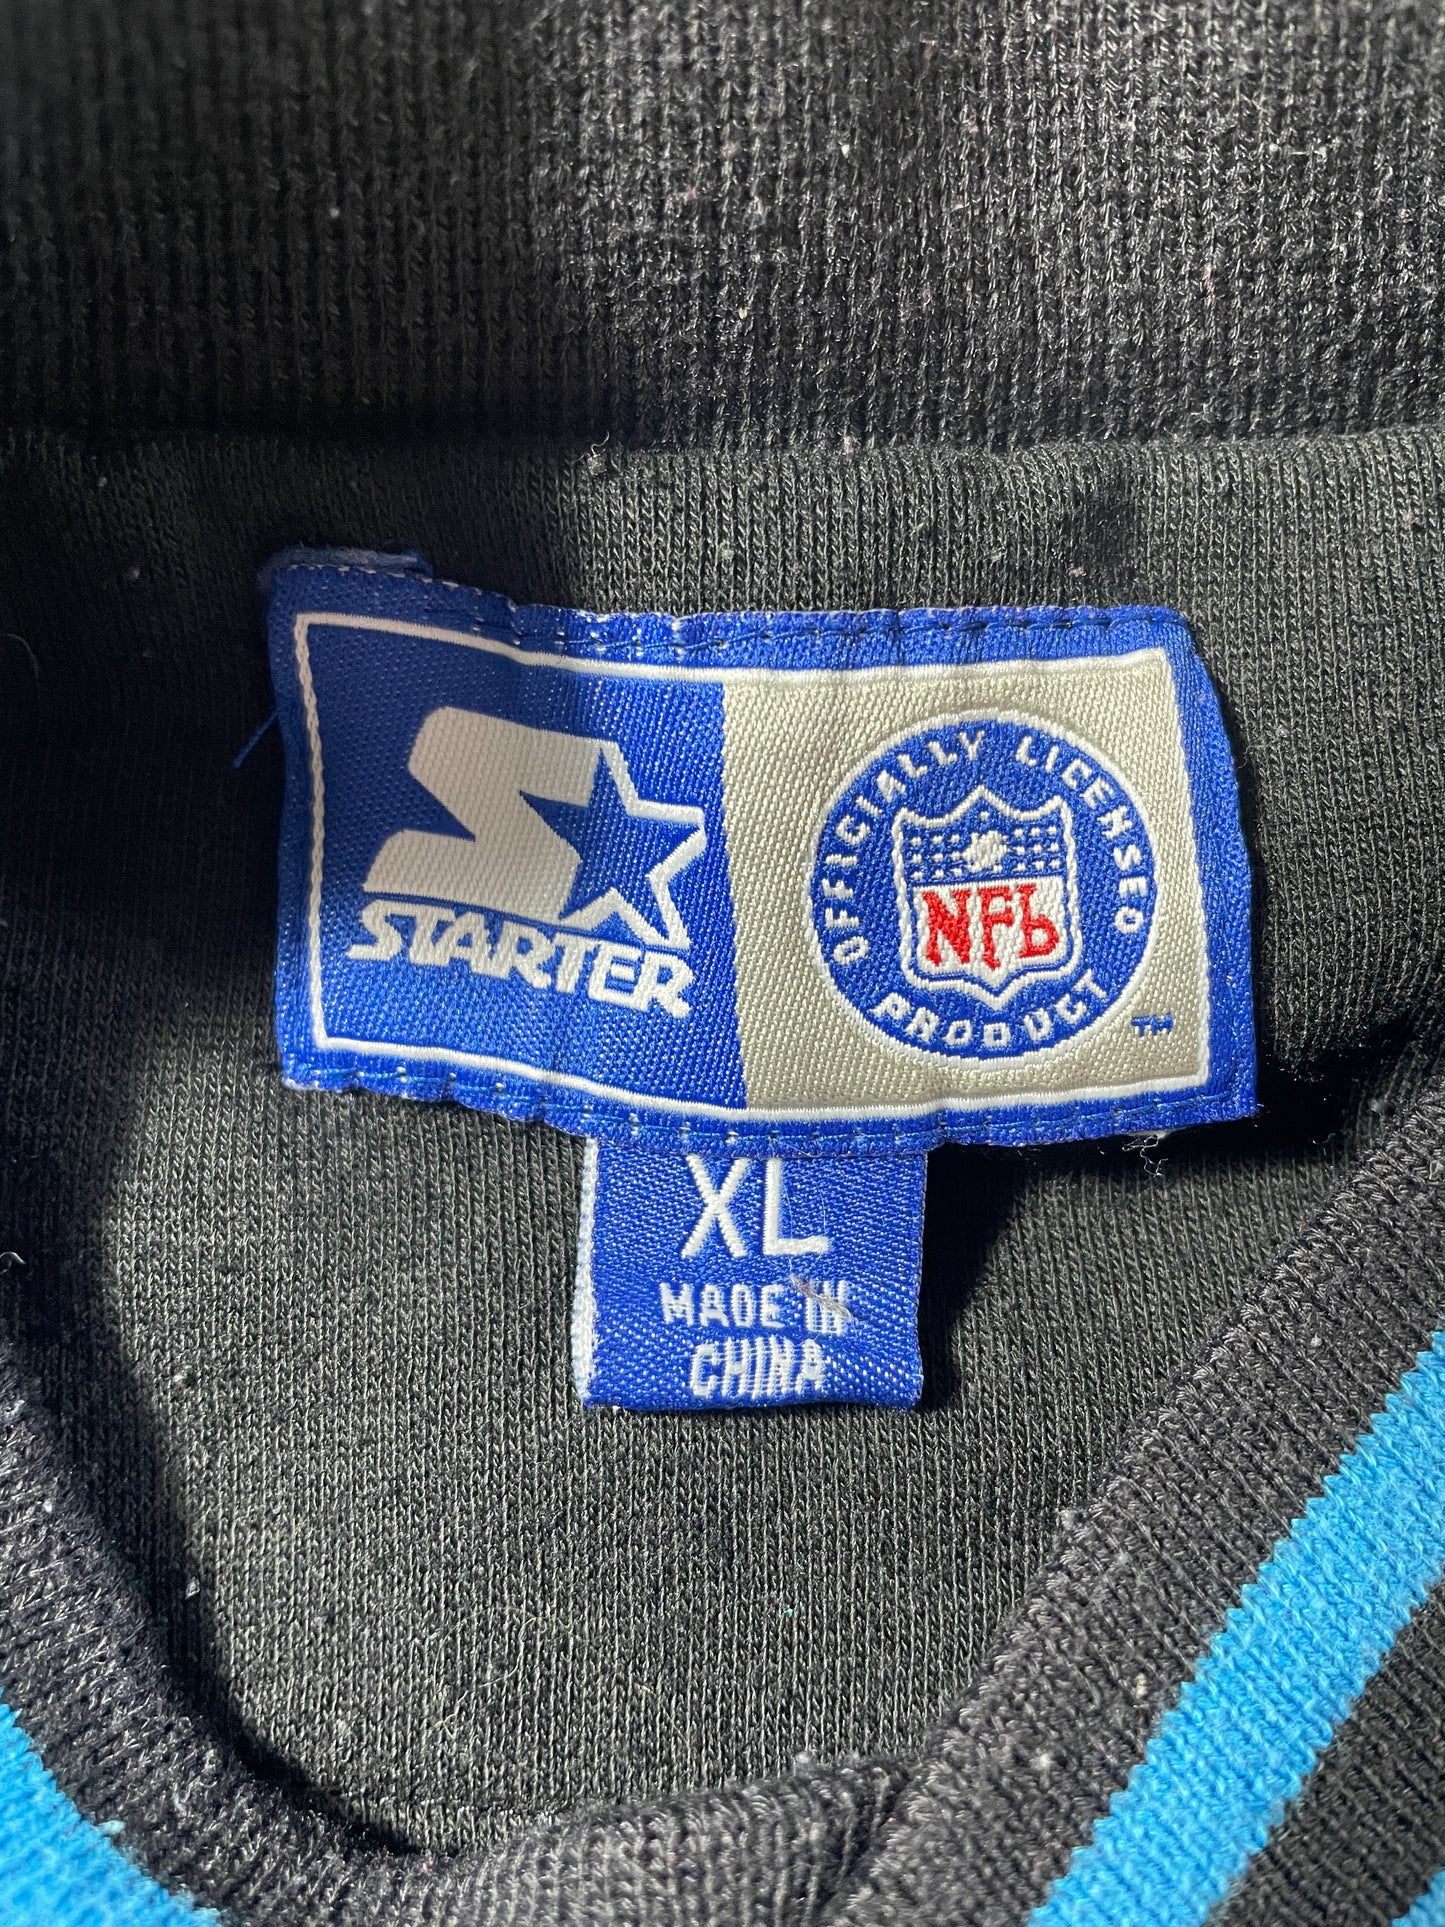 STARTER
OFFICIALLY LICENSED
NFL
PRODUCT
™
XL
MADE IN
CHINA